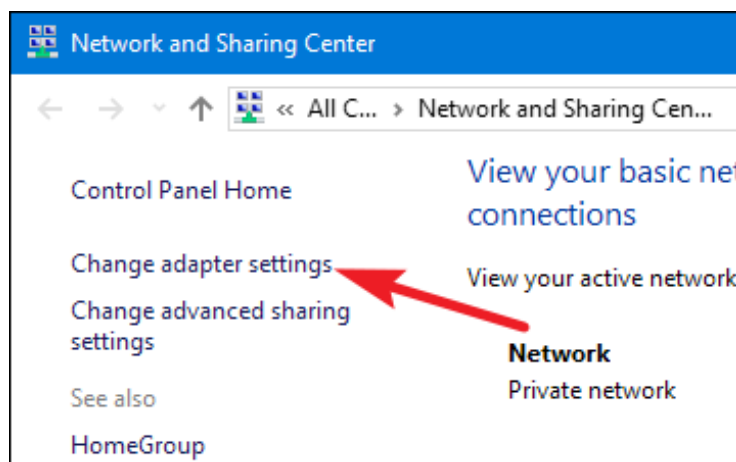 Network and Sharing Center
« All C... › Network and Sharing Cen...
Control Panel Home
Change adapter settings
Change advanced sharing
settings
See also
HomeGroup
View your basic net
connections
View your active network
Network
Private network